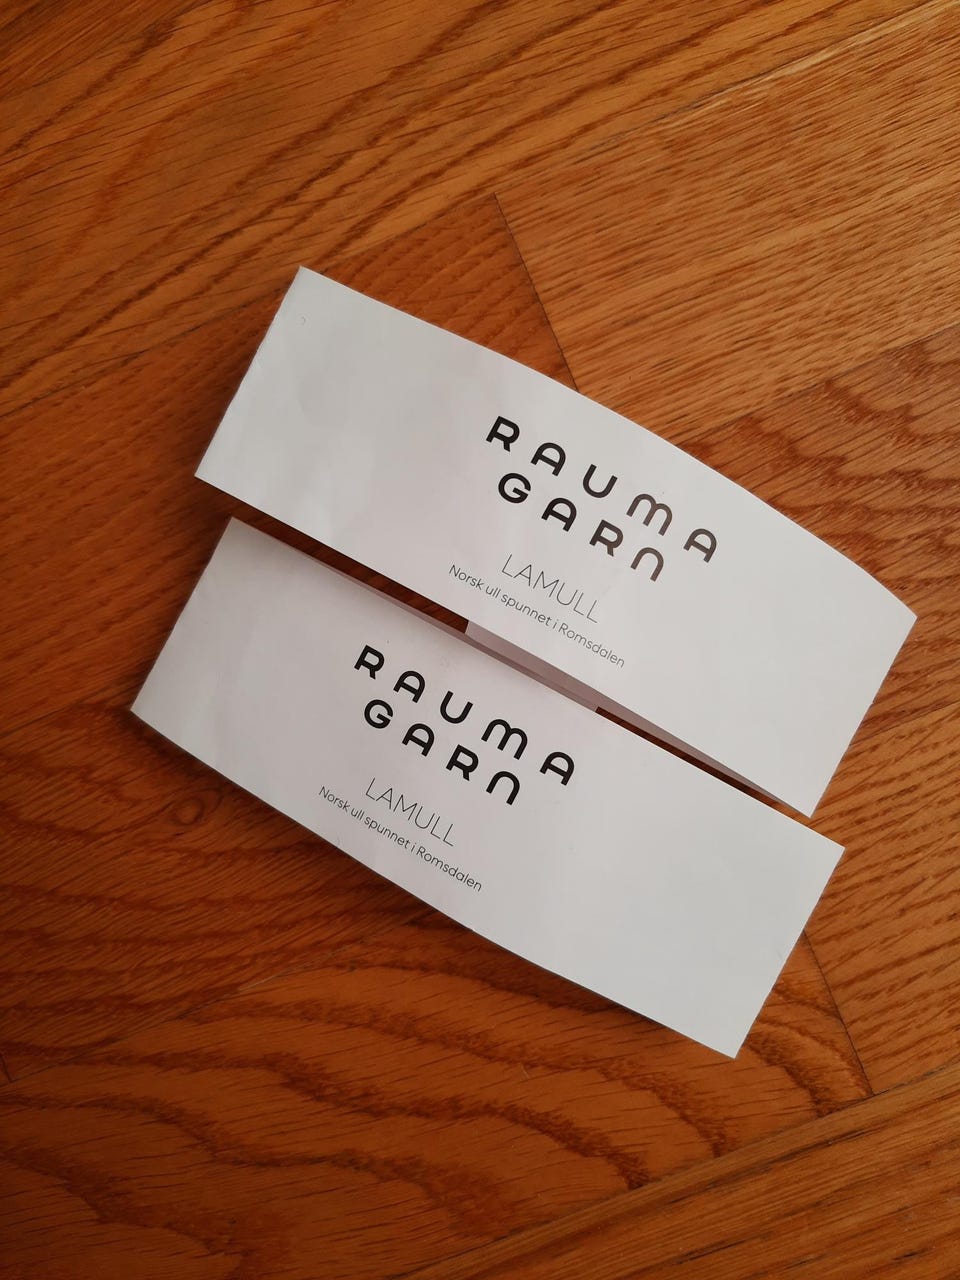 RAUMA
GARN
LAMULL
Norsk ull spunnet i Romsdalen
RAUMA
GARN
LAMULL
Norsk ull spunnet i Romsdalen